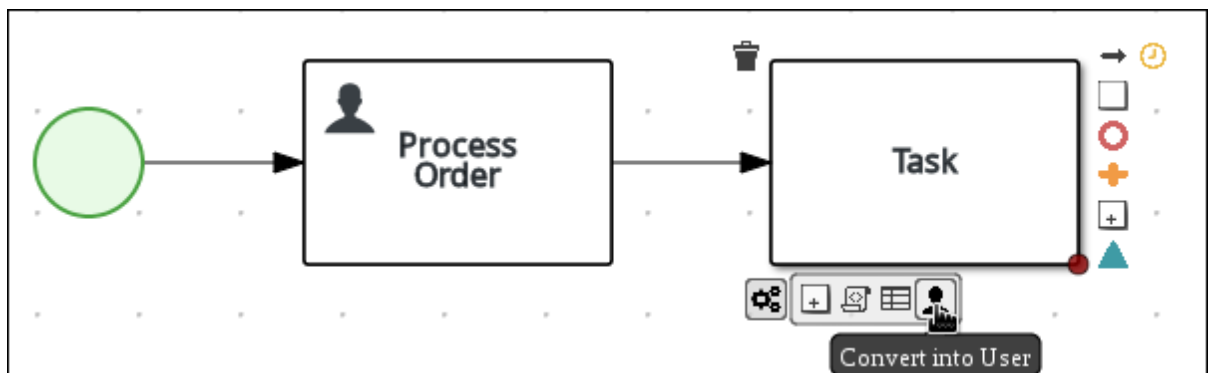 Process
Order
Task
Convert into User